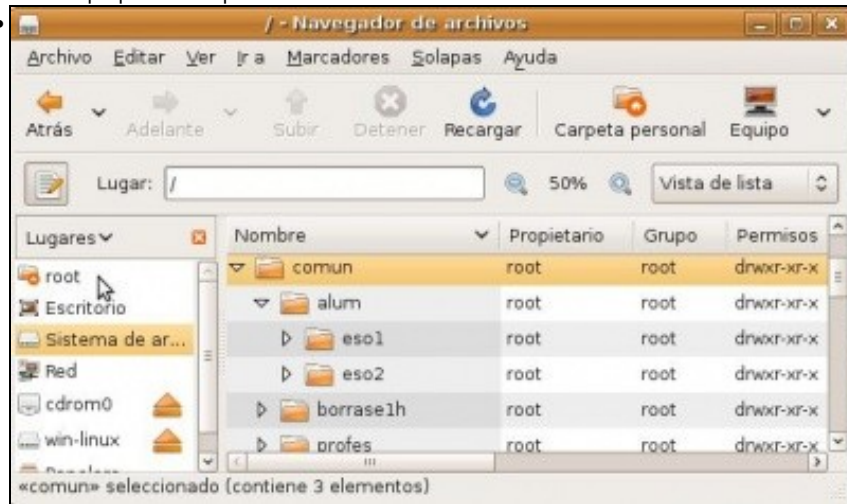 / - Navegador de archivos
Archivo Editar Ver Ir a Marcadores Solapas Ayuda
Atrás Adelante Subir Detener Recargar Carpeta personal Equipo
Lugar: / 50% Vista de lista
Lugares Nombre Propietario Grupo Permisos
root comun root root drwxr-xr-x
Escritorio alum root root drwxr-xr-x
Sistema de ar... eso1 root root drwxr-xr-x
Red eso2 root root drwxr-xr-x
cdrom0 borrase1h root root drwxr-xr-x
win-linux profes root root drwxr-xr-x
«comun» seleccionado (contiene 3 elementos)